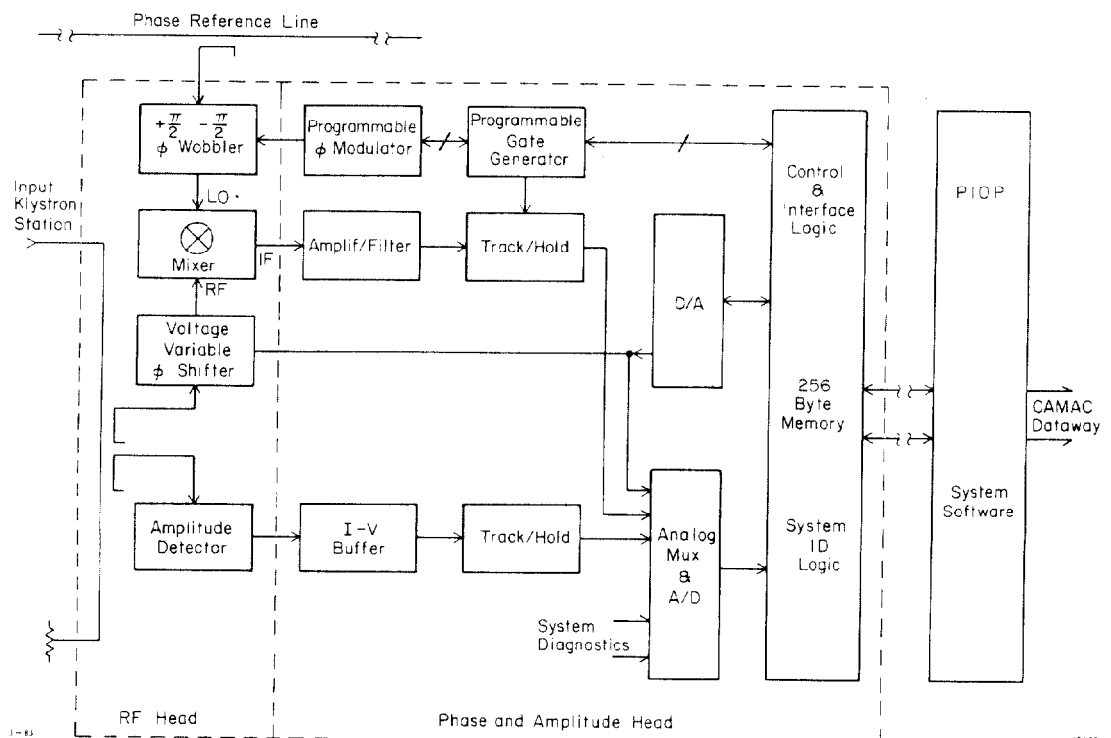 Phase Reference Line
+π/2 -π/2
ϕ Wobbler
Programmable
ϕ Modulator
Programmable
Gate
Generator
Input
Klystron
Station
LO
Control
&
Interface
Logic
PIOP
Mixer
IF
RF
Amplif/Filter
Track/Hold
D/A
Voltage
Variable
ϕ Shifter
256
Byte
Memory
CAMAC
Dataway
Amplitude
Detector
I-V
Buffer
Track/Hold
Analog
Mux
&
A/D
System
ID
Logic
System
Software
System
Diagnostics
RF Head
Phase and Amplitude Head